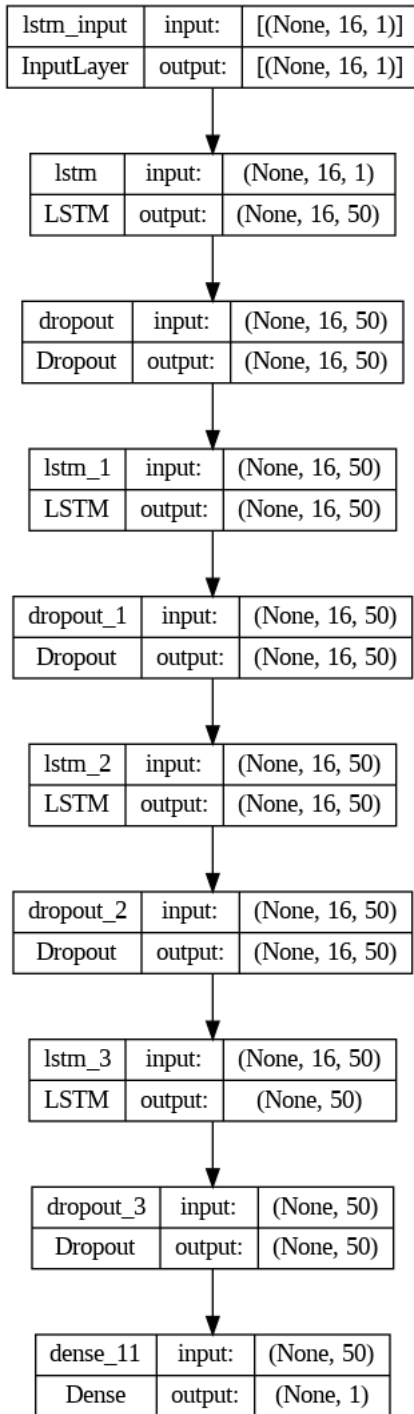 lstm_input input: [(None, 16, 1)]
InputLayer output: [(None, 16, 1)]
lstm input: (None, 16, 1)
LSTM output: (None, 16, 50)
dropout input: (None, 16, 50)
Dropout output: (None, 16, 50)
lstm_1 input: (None, 16, 50)
LSTM output: (None, 16, 50)
dropout_1 input: (None, 16, 50)
Dropout output: (None, 16, 50)
lstm_2 input: (None, 16, 50)
LSTM output: (None, 16, 50)
dropout_2 input: (None, 16, 50)
Dropout output: (None, 16, 50)
lstm_3 input: (None, 16, 50)
LSTM output: (None, 50)
dropout_3 input: (None, 50)
Dropout output: (None, 50)
dense_11 input: (None, 50)
Dense output: (None, 1)